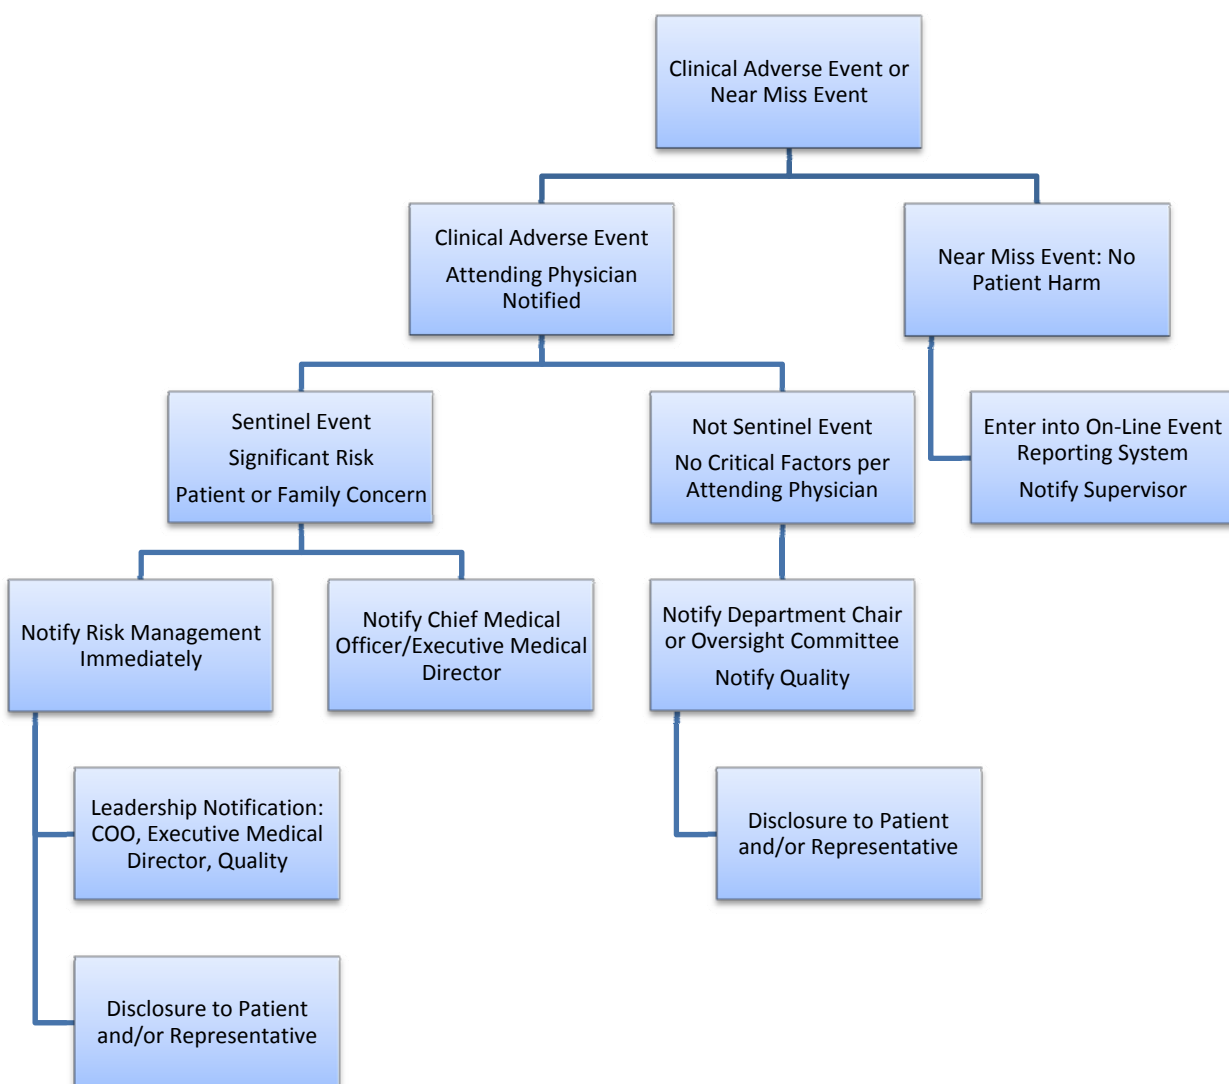 Clinical Adverse Event or
Near Miss Event
Clinical Adverse Event
Attending Physician
Notified
Near Miss Event: No
Patient Harm
Sentinel Event
Significant Risk
Patient or Family Concern
Not Sentinel Event
No Critical Factors per
Attending Physician
Enter into On-Line Event
Reporting System
Notify Supervisor
Notify Risk Management
Immediately
Notify Chief Medical
Officer/Executive Medical
Director
Notify Department Chair
or Oversight Committee
Notify Quality
Leadership Notification:
COO, Executive Medical
Director, Quality
Disclosure to Patient
and/or Representative
Disclosure to Patient
and/or Representative